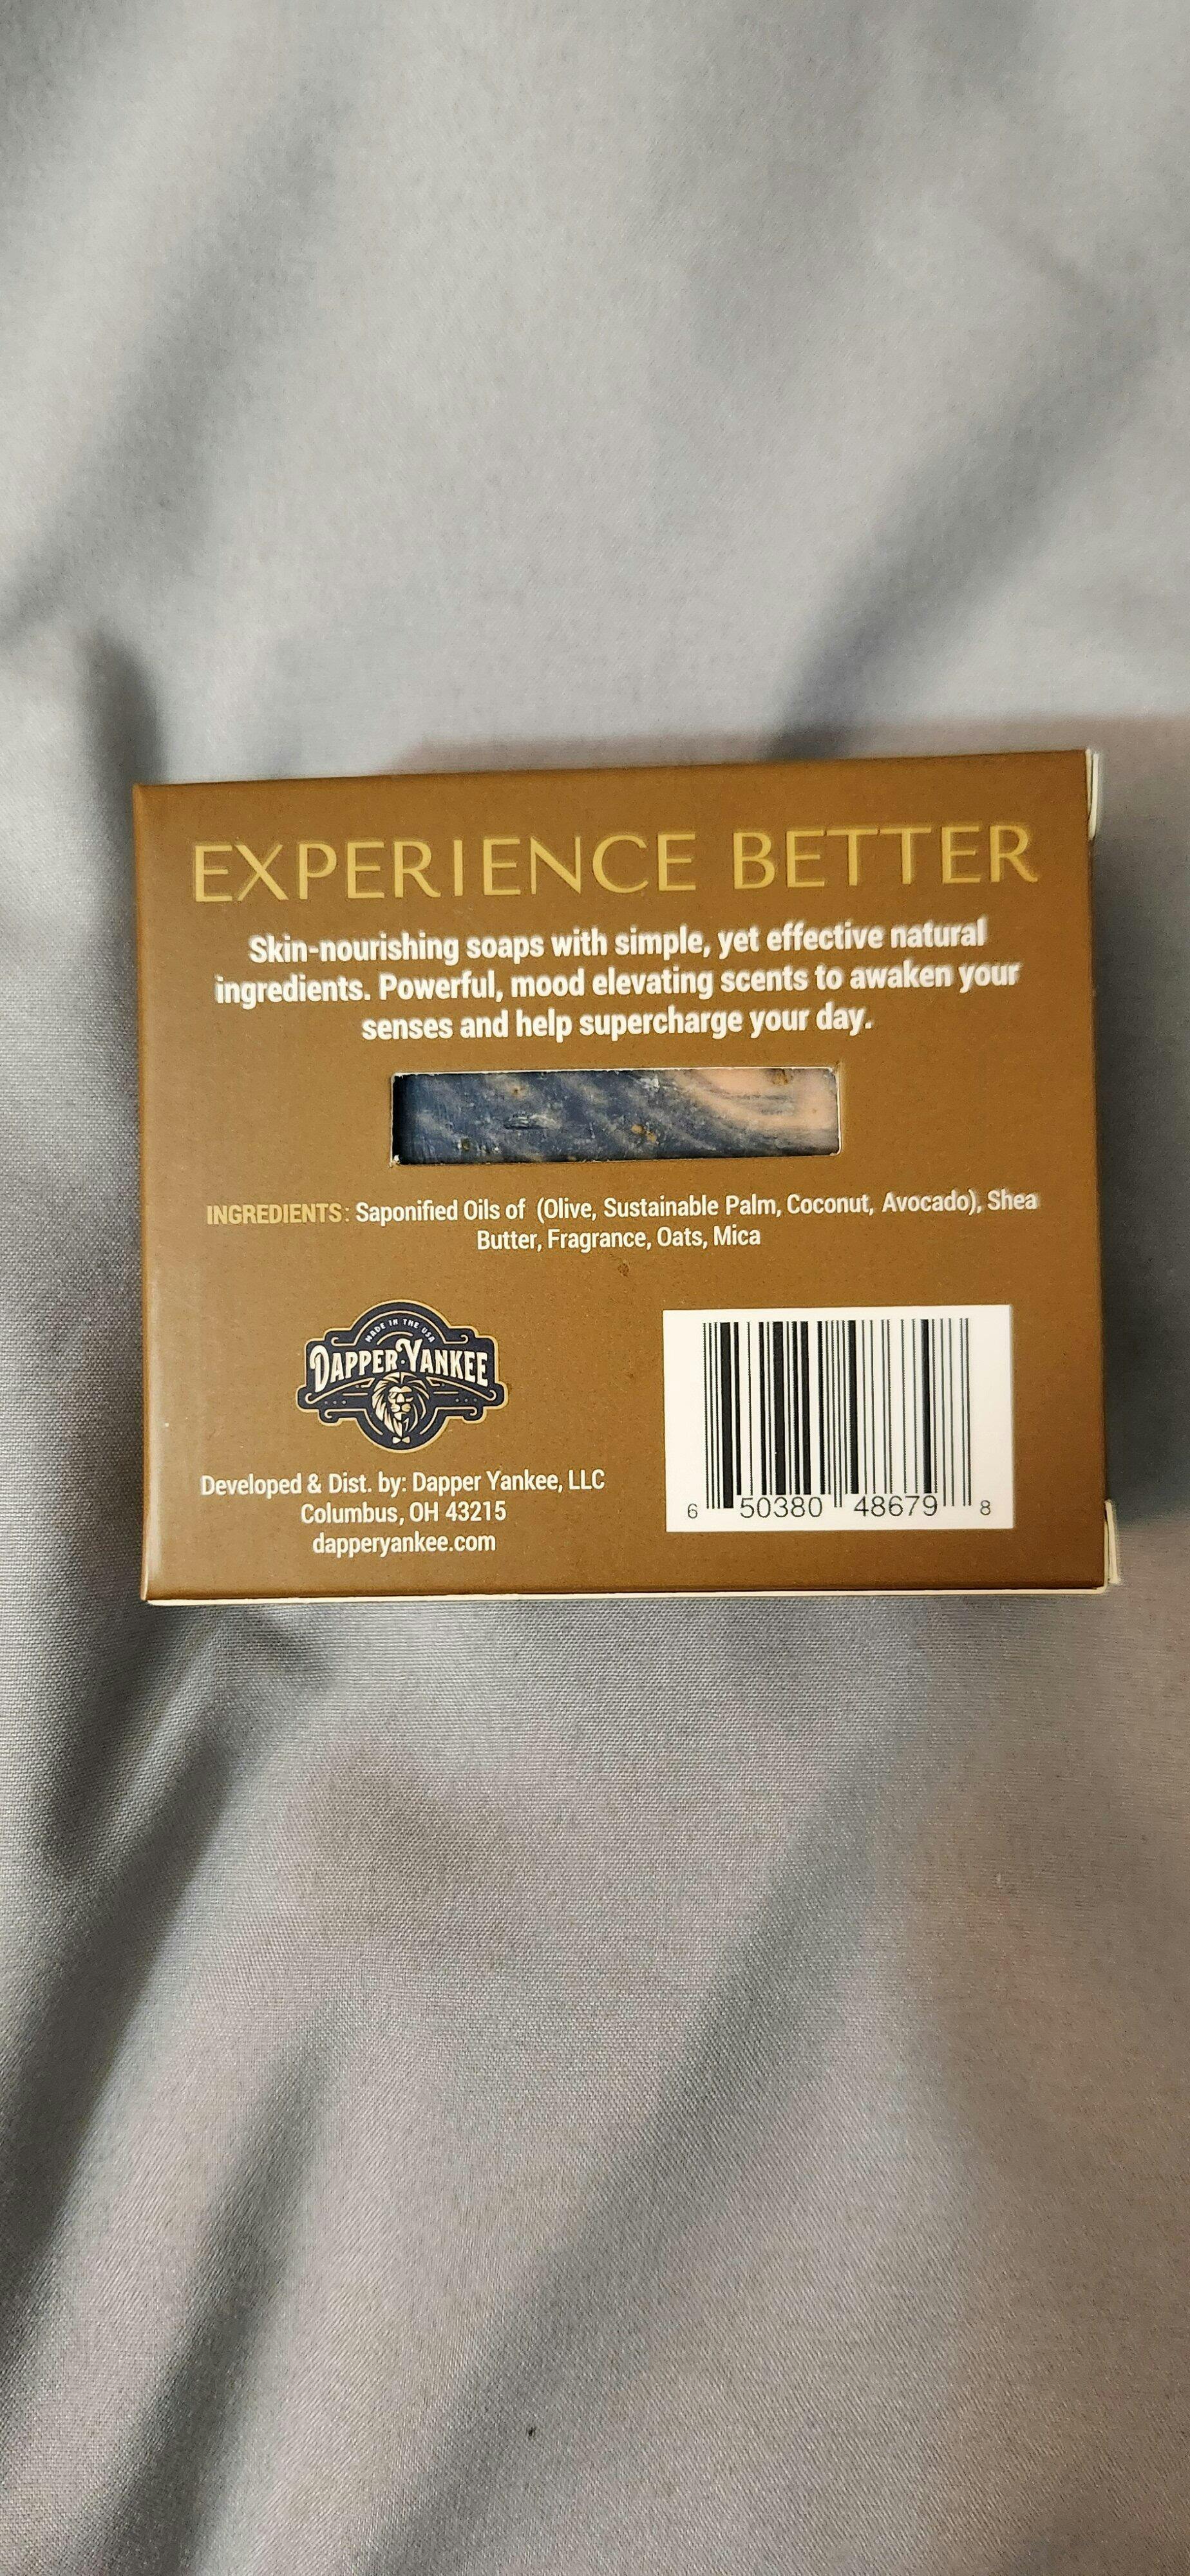 EXPERIENCE BETTER
Skin-nourishing soaps with simple, yet effective natural
ingredients. Powerful, mood elevating scents to awaken your
senses and help supercharge your day.
INGREDIENTS: Saponified Oils of (Olive, Sustainable Palm, Coconut, Avocado), Shea
Butter, Fragrance, Oats, Mica
MADE IN THE USA
DAPPER·YANKEE
Developed & Dist. by: Dapper Yankee, LLC
Columbus, OH 43215
dapperyankee.com
6 50380 48679 8